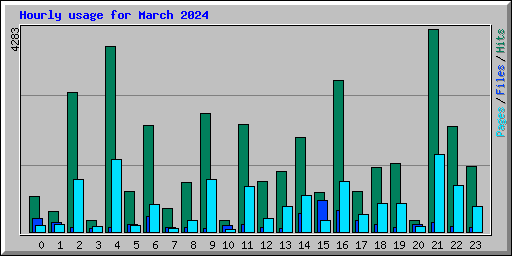 Hourly usage for March 2024
4283
Pages/Files/Hits
0 1 2 3 4 5 6 7 8 9 10 11 12 13 14 15 16 17 18 19 20 21 22 23